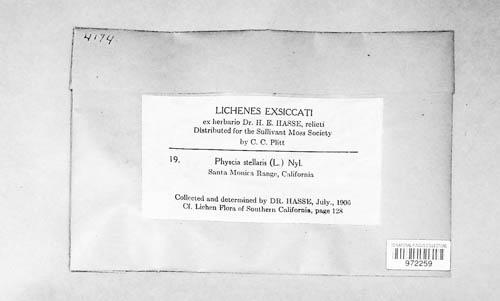 4174
LICHENES EXSICCATI
ex herbario Dr. H. E. HASSE, relicti
Distributed for the Sullivant Moss Society
by C. C. Plitt
19. Physcia stellaris (L.) Nyl.
Santa Monica Range, California
Collected and determined by DR. HASSE, July., 1906
Cf. Lichen Flora of Southern California, page 128
972259